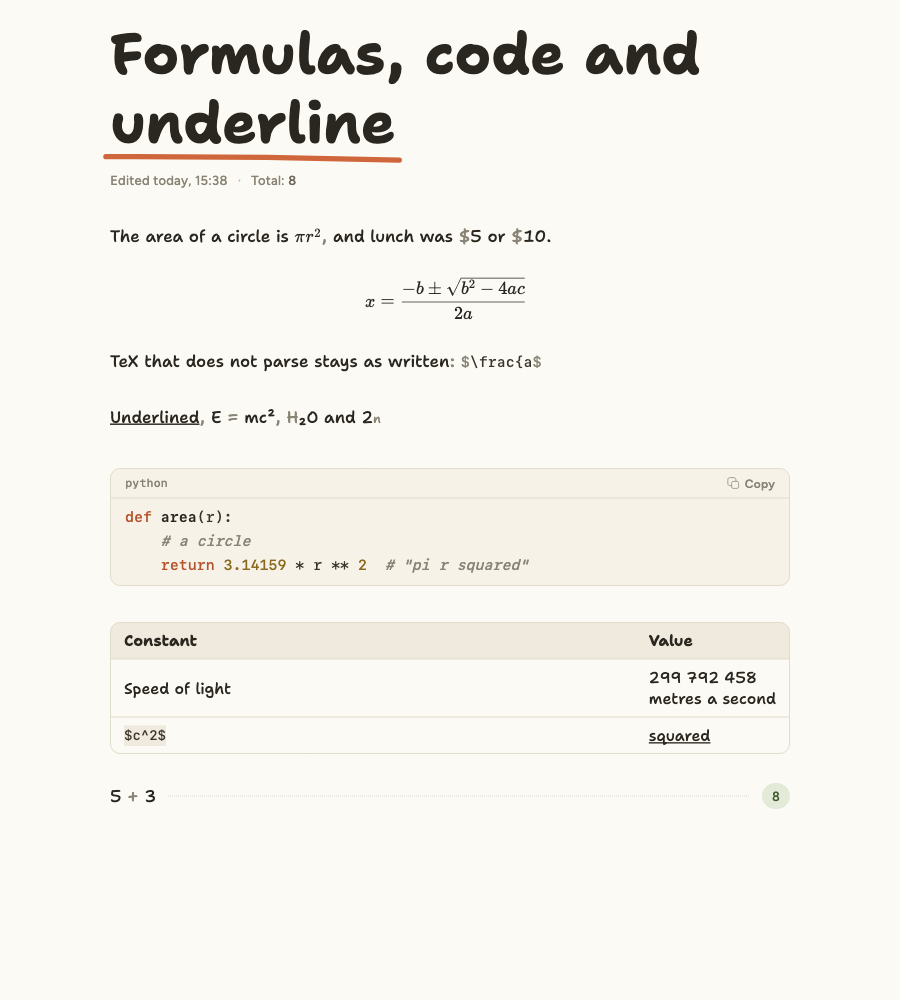 Formulas, code and
underline
Edited today, 15:38 · Total: 8
The area of a circle is πr², and lunch was $5 or $10.
x = \frac{-b ± \sqrt{b² − 4ac}}{2a}
TeX that does not parse stays as written: $\frac{a$
Underlined, E = mc², H₂O and 2ₙ
python
Copy
def area(r):
    # a circle
    return 3.14159 * r ** 2  # "pi r squared"
Constant Value
Speed of light 299 792 458
metres a second
$c^2$ squared
5 + 3 8